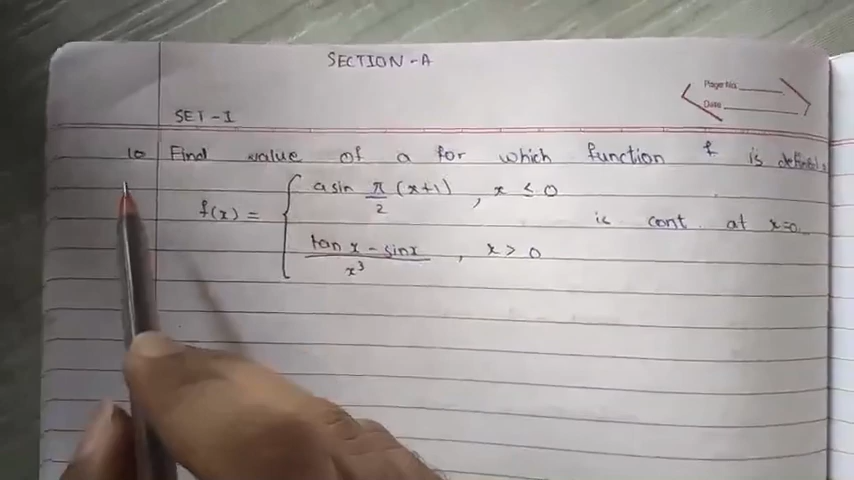 SECTION - A
Page No.
Date
SET - I
10 Find value of a for which function f is defined
f(x) = { a sin π/2 (x+1) , x ≤ 0
is cont. at x=0
tan x - sin x / x³ , x > 0